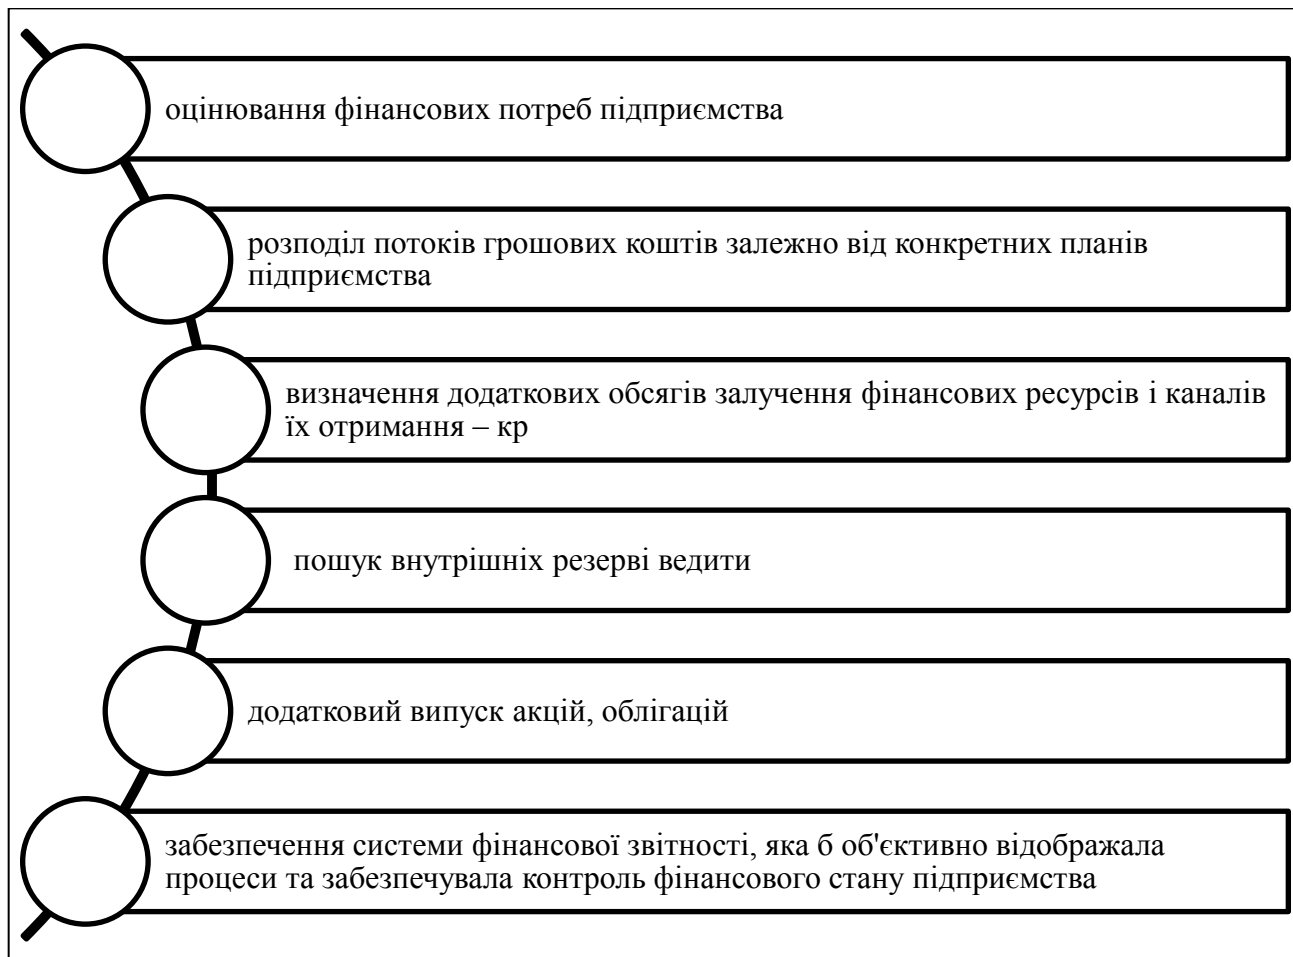 оцінювання фінансових потреб підприємства
розподіл потоків грошових коштів залежно від конкретних планів
підприємства
визначення додаткових обсягів залучення фінансових ресурсів і каналів
їх отримання – кр
пошук внутрішніх резерві ведити
додатковий випуск акцій, облігацій
забезпечення системи фінансової звітності, яка б об'єктивно відображала
процеси та забезпечувала контроль фінансового стану підприємства